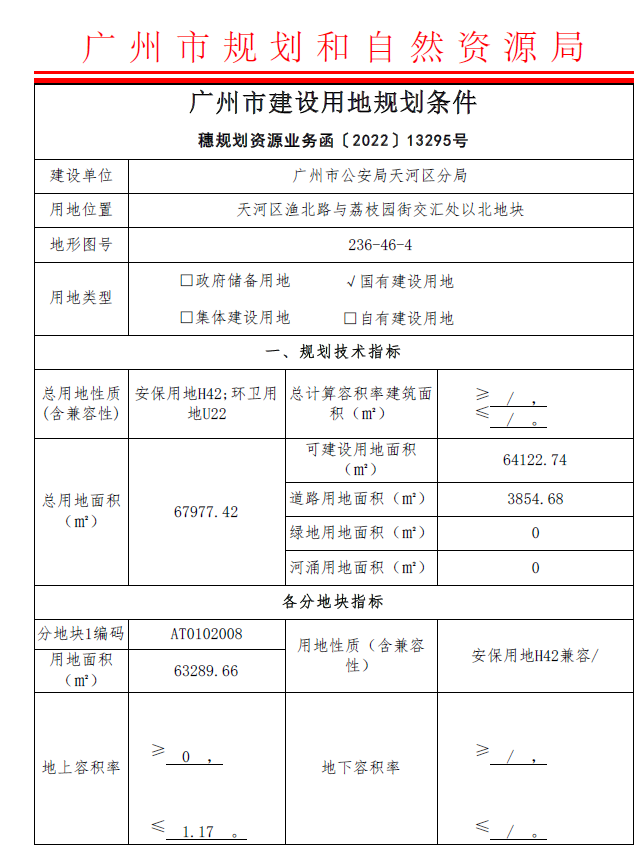 广州市规划和自然资源局
广州市建设用地规划条件
穗规划资源业务函〔2022〕13295号
建设单位 广州市公安局天河区分局
用地位置 天河区渔北路与荔枝园街交汇处以北地块
地形图号 236-46-4
用地类型
□政府储备用地 √国有建设用地
□集体建设用地 □自有建设用地
一、规划技术指标
总用地性质
(含兼容性)
安保用地H42;环卫用
地U22
总计算容积率建筑面
积（㎡）
≥ / ，
≤ / 。
总用地面积
（㎡）
67977.42
可建设用地面积
（㎡）
64122.74
道路用地面积（㎡） 3854.68
绿地用地面积（㎡） 0
河涌用地面积（㎡） 0
各分地块指标
分地块1编码 AT0102008
用地面积
（㎡）
63289.66
用地性质（含兼容
性）
安保用地H42兼容/
地上容积率
≥ 0 ，
≤ 1.17 。
地下容积率
≥ / ，
≤ / 。